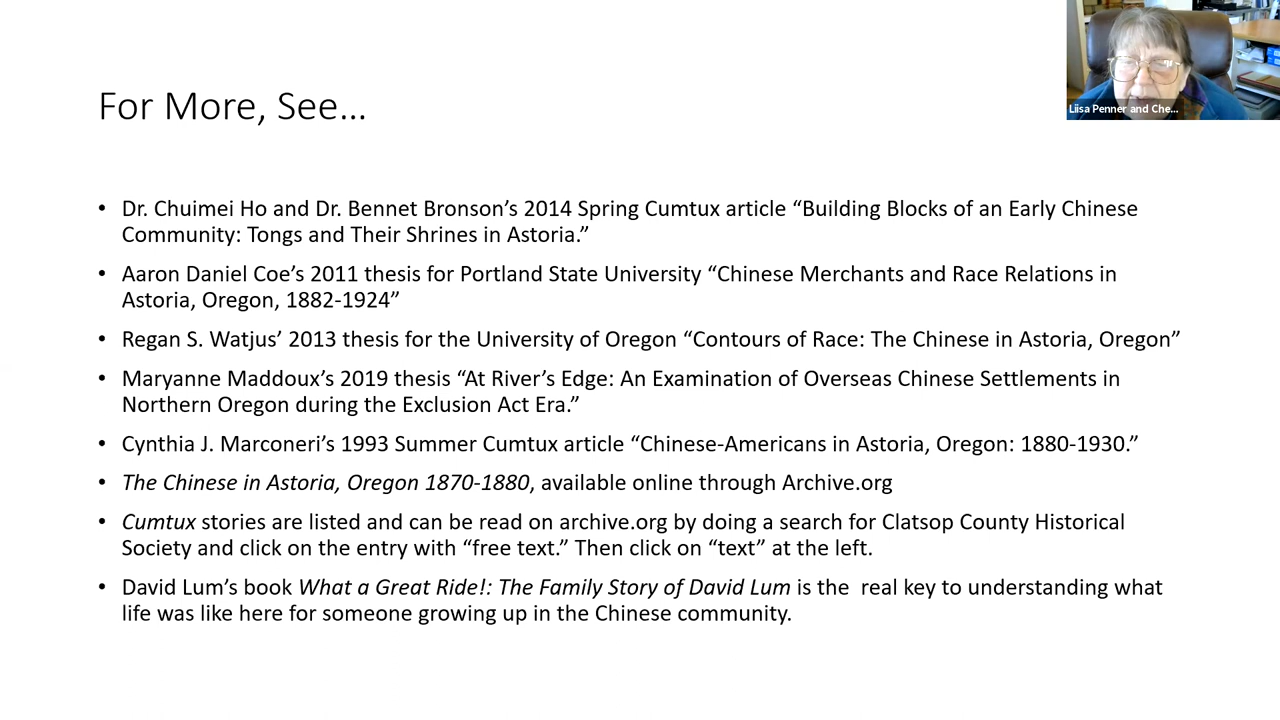 Liisa Penner and Che...
For More, See...
• Dr. Chuimei Ho and Dr. Bennet Bronson’s 2014 Spring Cumtux article “Building Blocks of an Early Chinese
Community: Tongs and Their Shrines in Astoria.”
• Aaron Daniel Coe’s 2011 thesis for Portland State University “Chinese Merchants and Race Relations in
Astoria, Oregon, 1882-1924”
• Regan S. Watjus’ 2013 thesis for the University of Oregon “Contours of Race: The Chinese in Astoria, Oregon”
• Maryanne Maddoux’s 2019 thesis “At River’s Edge: An Examination of Overseas Chinese Settlements in
Northern Oregon during the Exclusion Act Era.”
• Cynthia J. Marconeri’s 1993 Summer Cumtux article “Chinese-Americans in Astoria, Oregon: 1880-1930.”
• The Chinese in Astoria, Oregon 1870-1880, available online through Archive.org
• Cumtux stories are listed and can be read on archive.org by doing a search for Clatsop County Historical
Society and click on the entry with “free text.” Then click on “text” at the left.
• David Lum’s book What a Great Ride!: The Family Story of David Lum is the  real key to understanding what
life was like here for someone growing up in the Chinese community.